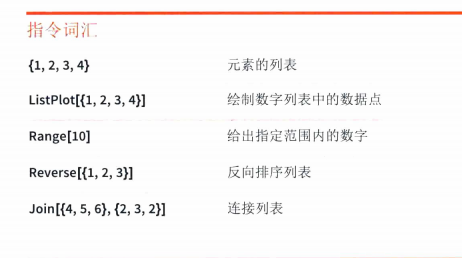 指令词汇
{1, 2, 3, 4} 元素的列表
ListPlot[{1, 2, 3, 4}] 绘制数字列表中的数据点
Range[10] 给出指定范围内的数字
Reverse[{1, 2, 3}] 反向排序列表
Join[{4, 5, 6}, {2, 3, 2}] 连接列表